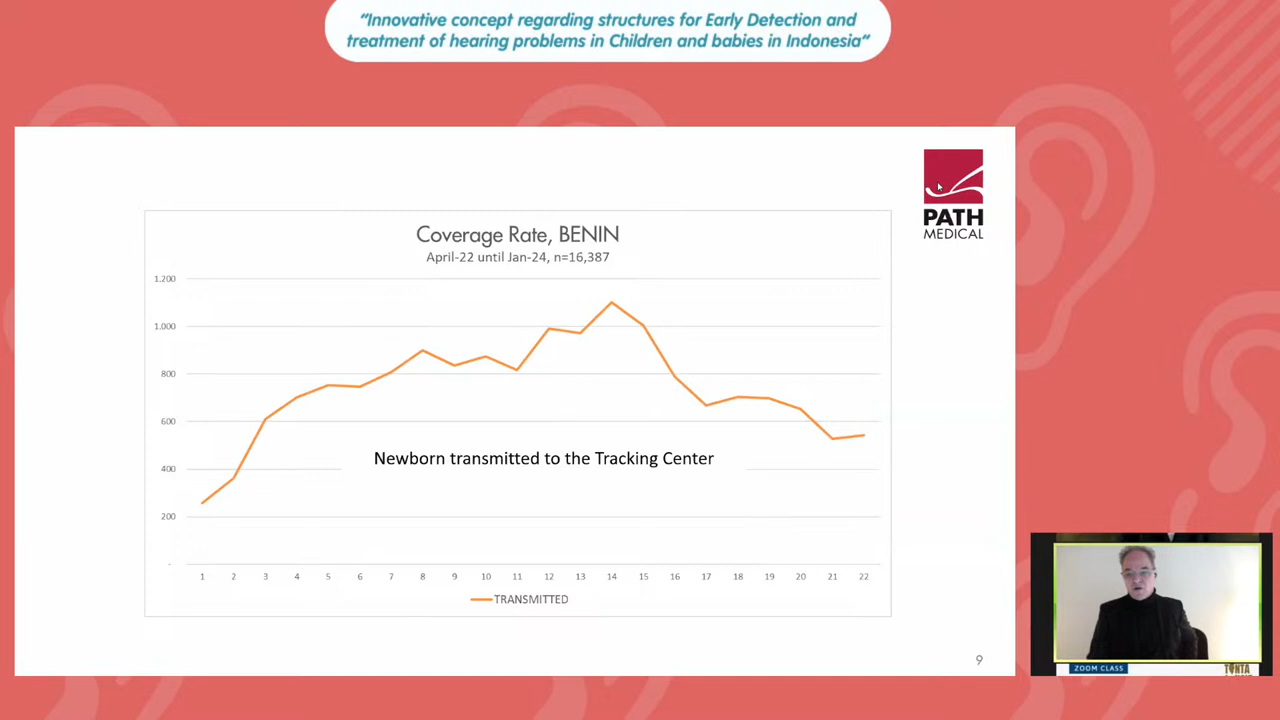 “Innovative concept regarding structures for Early Detection and
treatment of hearing problems in Children and babies in Indonesia“
PATH
MEDICAL
Coverage Rate, BENIN
April-22 until Jan-24, n=16,387
1.200
1.000
800
600
400
200
-
Newborn transmitted to the Tracking Center
1 2 3 4 5 6 7 8 9 10 11 12 13 14 15 16 17 18 19 20 21 22
TRANSMITTED
9
ZOOM CLASS